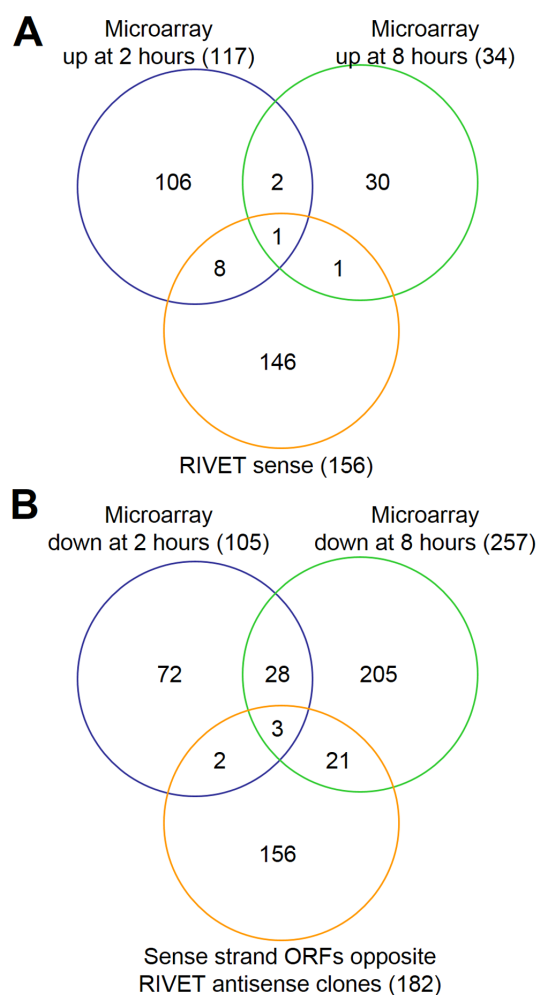 A
Microarray
up at 2 hours (117)
Microarray
up at 8 hours (34)
106
2
30
1
8
1
146
RIVET sense (156)
B
Microarray
down at 2 hours (105)
Microarray
down at 8 hours (257)
72
28
205
3
2
21
156
Sense strand ORFs opposite
RIVET antisense clones (182)